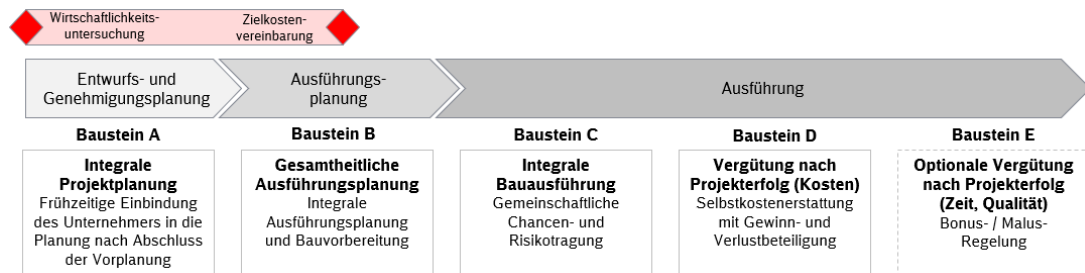 Wirtschaftlichkeits-
untersuchung
Zielkosten-
vereinbarung
Entwurfs- und
Genehmigungsplanung
Ausführungs-
planung
Ausführung
Baustein A
Integrale
Projektplanung
Frühzeitige Einbindung
des Unternehmers in die
Planung nach Abschluss
der Vorplanung
Baustein B
Gesamtheitliche
Ausführungsplanung
Integrale
Ausführungsplanung
und Bauvorbereitung
Baustein C
Integrale
Bauausführung
Gemeinschaftliche
Chancen- und
Risikotragung
Baustein D
Vergütung nach
Projekterfolg (Kosten)
Selbstkostenerstattung
mit Gewinn- und
Verlustbeteiligung
Baustein E
Optionale Vergütung
nach Projekterfolg
(Zeit, Qualität)
Bonus- / Malus-
Regelung